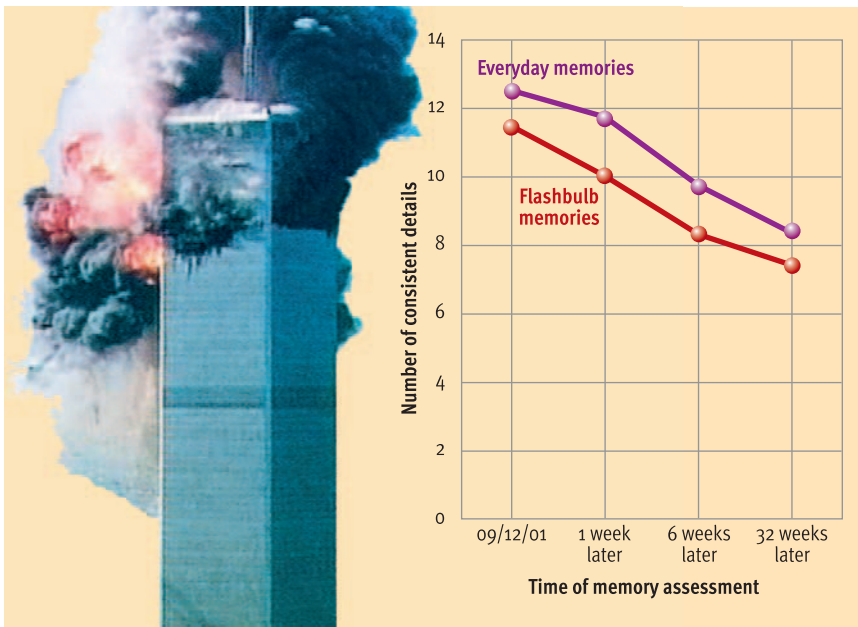 14
12
10
8
6
4
2
0
Number of consistent details
Everyday memories
Flashbulb
memories
09/12/01
1 week
later
6 weeks
later
32 weeks
later
Time of memory assessment